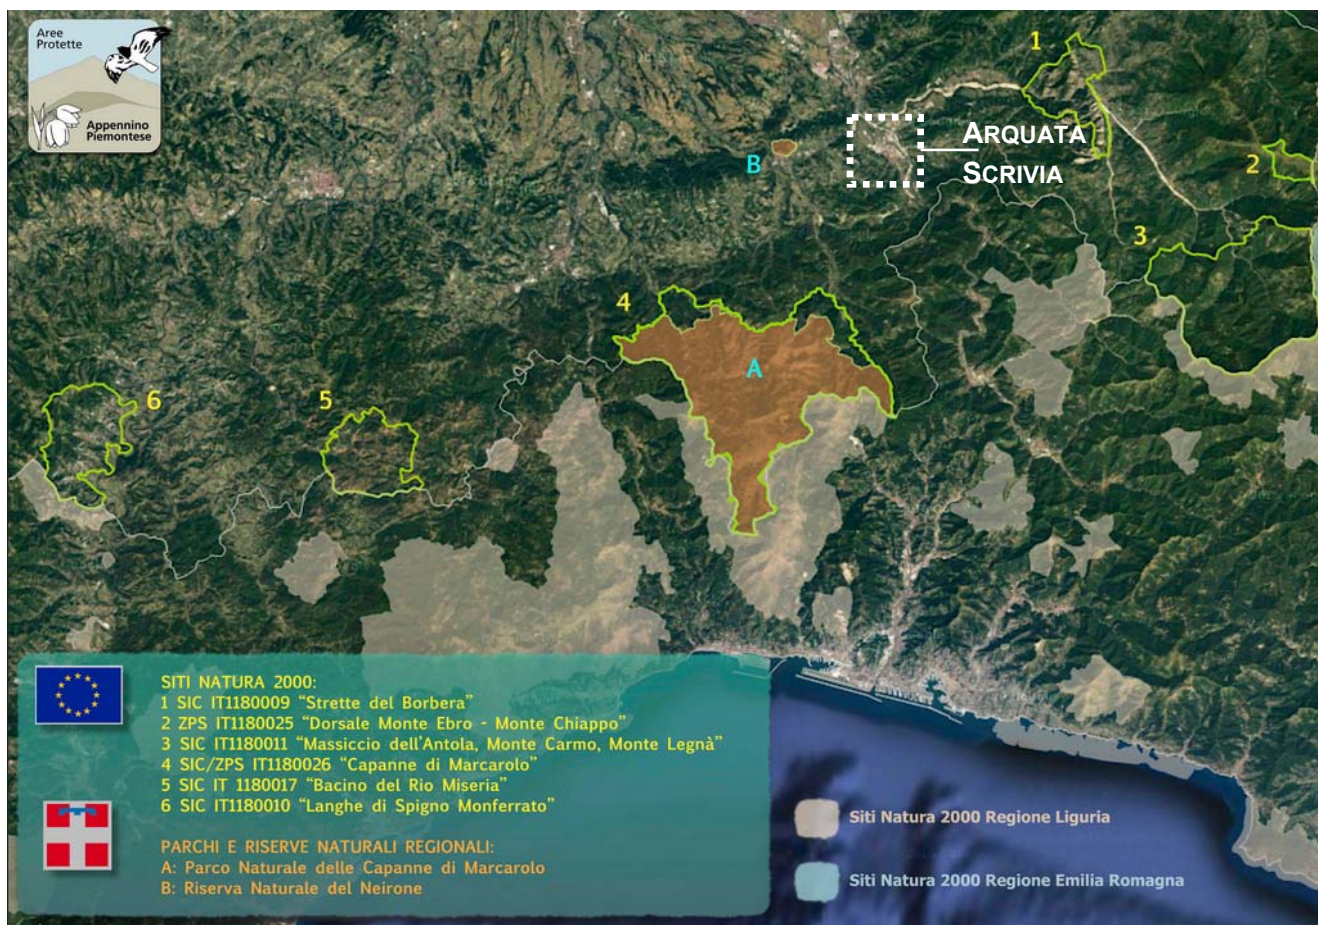 Aree
Protette
Appennino
Piemontese
1
ARQUATA
SCRIVIA
B
2
3
4
A
6
5
SITI NATURA 2000:
1 SIC IT1180009 "Strette del Borbera"
2 ZPS IT1180025 "Dorsale Monte Ebro - Monte Chiappo"
3 SIC IT1180011 "Massiccio dell'Antola, Monte Carmo, Monte Legnà"
4 SIC/ZPS IT1180026 "Capanne di Marcarolo"
5 SIC IT 1180017 "Bacino del Rio Miseria"
6 SIC IT1180010 "Langhe di Spigno Monferrato"
PARCHI E RISERVE NATURALI REGIONALI:
A: Parco Naturale delle Capanne di Marcarolo
B: Riserva Naturale del Neirone
Siti Natura 2000 Regione Liguria
Siti Natura 2000 Regione Emilia Romagna